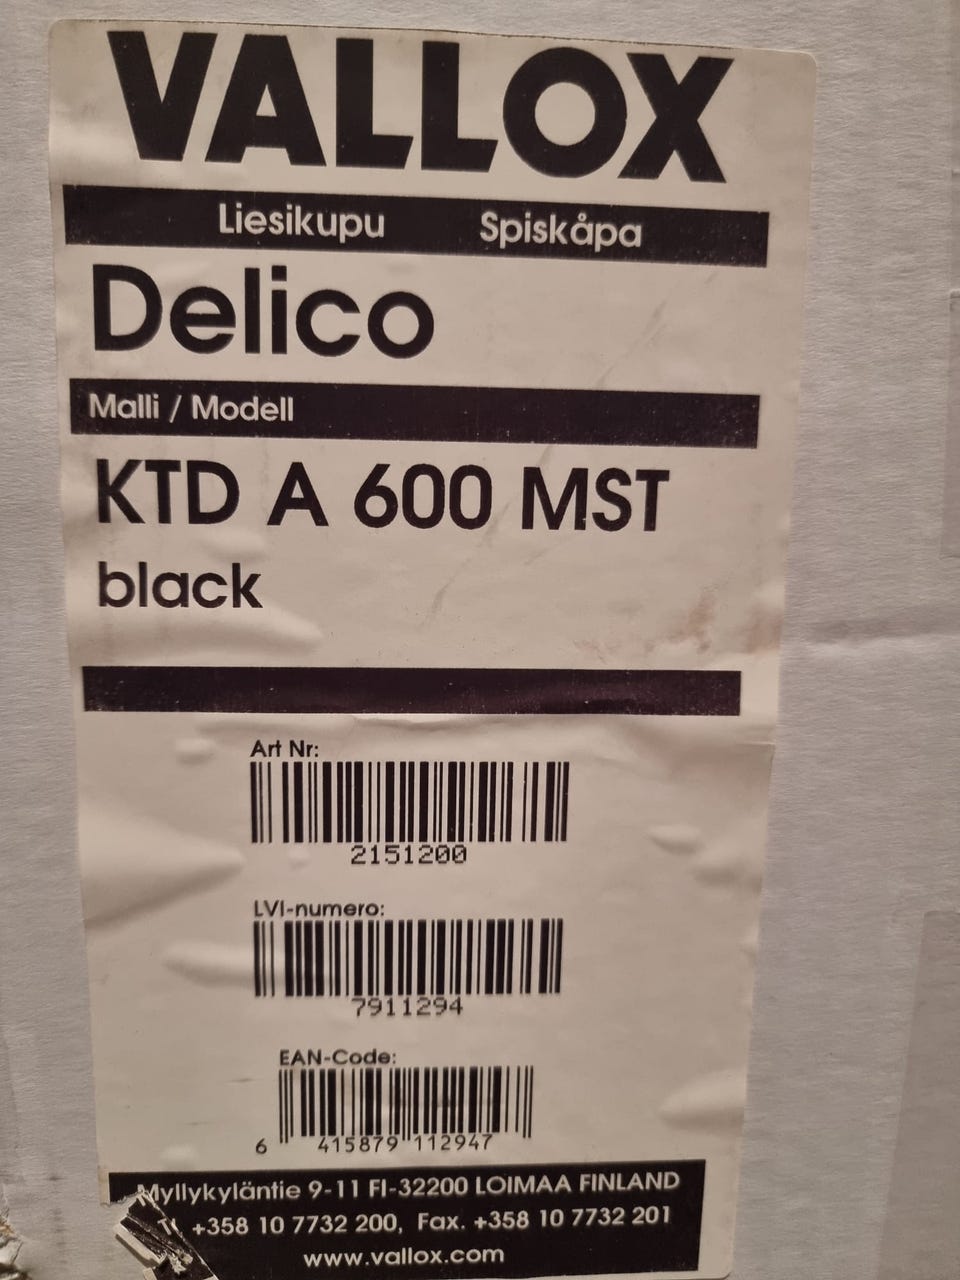 VALLOX
Liesikupu Spiskåpa
Delico
Malli / Modell
KTD A 600 MST
black
Art Nr:
2151200
LVI-numero:
7911294
EAN-Code:
6 415879 112947
Myllykyläntie 9-11 FI-32200 LOIMAA FINLAND
+358 10 7732 200, Fax. +358 10 7732 201
www.vallox.com